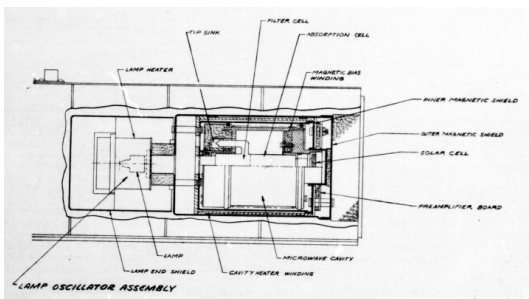 FILTER CELL
TIP SINK
ABSORPTION CELL
LAMP HEATER
MAGNETIC BIAS
WINDING
INNER MAGNETIC SHIELD
OUTER MAGNETIC SHIELD
SOLAR CELL
PREAMPLIFIER BOARD
MICROWAVE CAVITY
LAMP
CAVITY HEATER WINDING
LAMP END SHIELD
LAMP OSCILLATOR ASSEMBLY